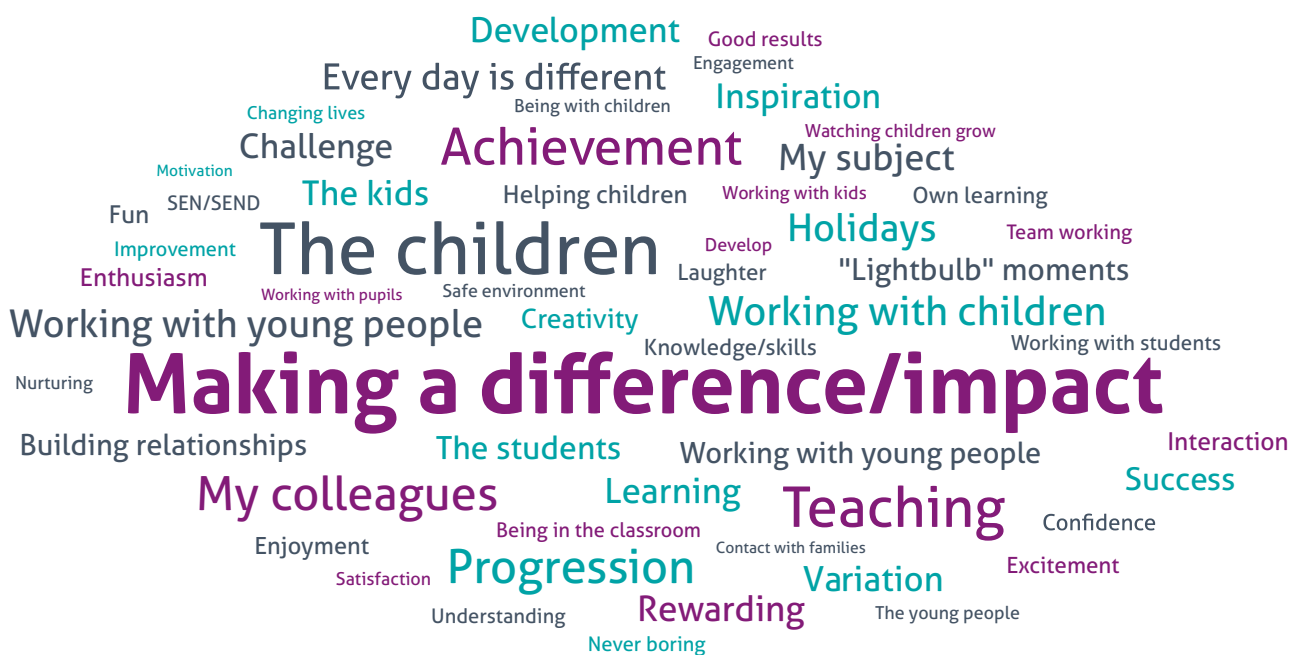 Development
Good results
Every day is different
Engagement
Being with children
Inspiration
Changing lives
Challenge
Achievement
Watching children grow
My subject
Motivation
SEN/SEND
The kids
Helping children
Working with kids
Own learning
Fun
Holidays
Team working
Improvement
The children
Develop
Enthusiasm
Laughter
"Lightbulb" moments
Working with pupils
Safe environment
Working with young people
Creativity
Working with children
Knowledge/skills
Working with students
Nurturing
Making a difference/impact
Building relationships
The students
Working with young people
Interaction
My colleagues
Learning
Teaching
Success
Being in the classroom
Confidence
Enjoyment
Contact with families
Satisfaction
Progression
Variation
Excitement
Understanding
Rewarding
The young people
Never boring